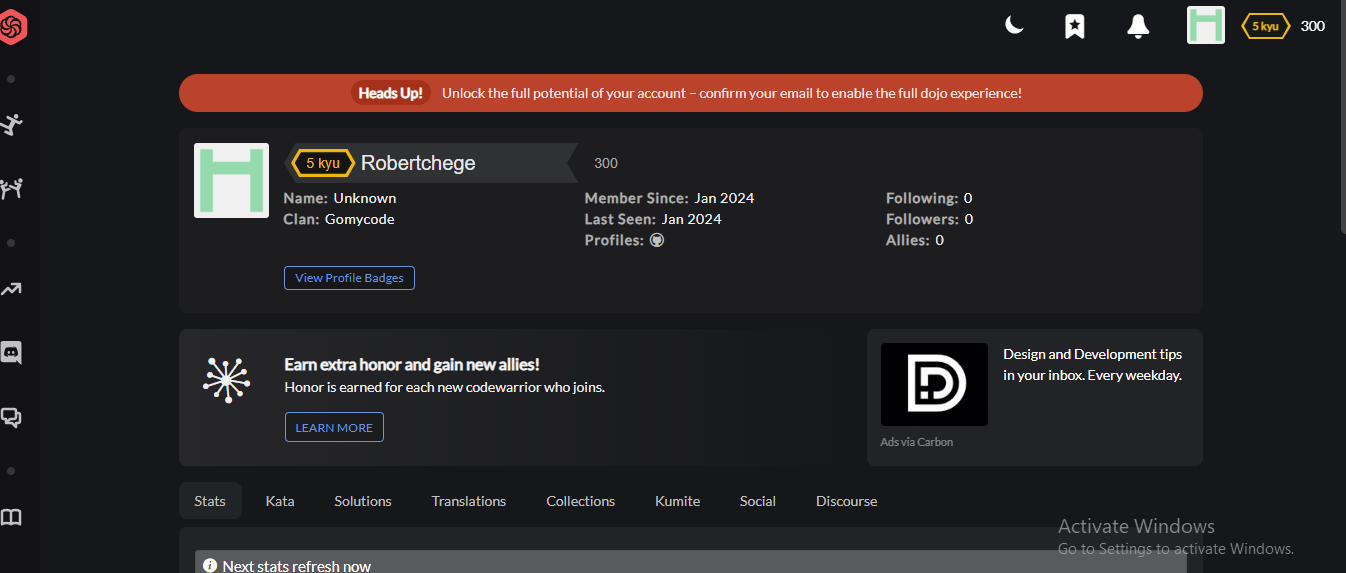 5 kyu 300
Heads Up! Unlock the full potential of your account – confirm your email to enable the full dojo experience!
5 kyu Robertchege 300
Name: Unknown Member Since: Jan 2024 Following: 0
Clan: Gomycode Last Seen: Jan 2024 Followers: 0
Profiles: Allies: 0
View Profile Badges
Earn extra honor and gain new allies!
Honor is earned for each new codewarrior who joins.
LEARN MORE
Design and Development tips
in your inbox. Every weekday.
Ads via Carbon
Stats Kata Solutions Translations Collections Kumite Social Discourse
Activate Windows
Go to Settings to activate Windows.
Next stats refresh now